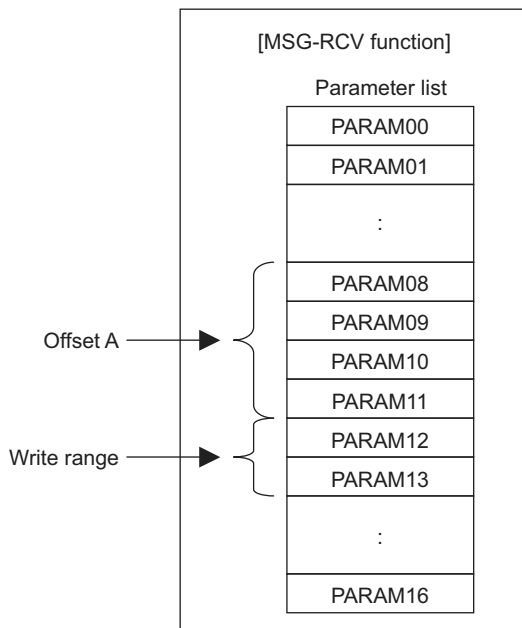 [MSG-RCV function]
Parameter list
PARAM00
PARAM01
:
PARAM08
PARAM09
Offset A
PARAM10
PARAM11
PARAM12
Write range
PARAM13
:
PARAM16